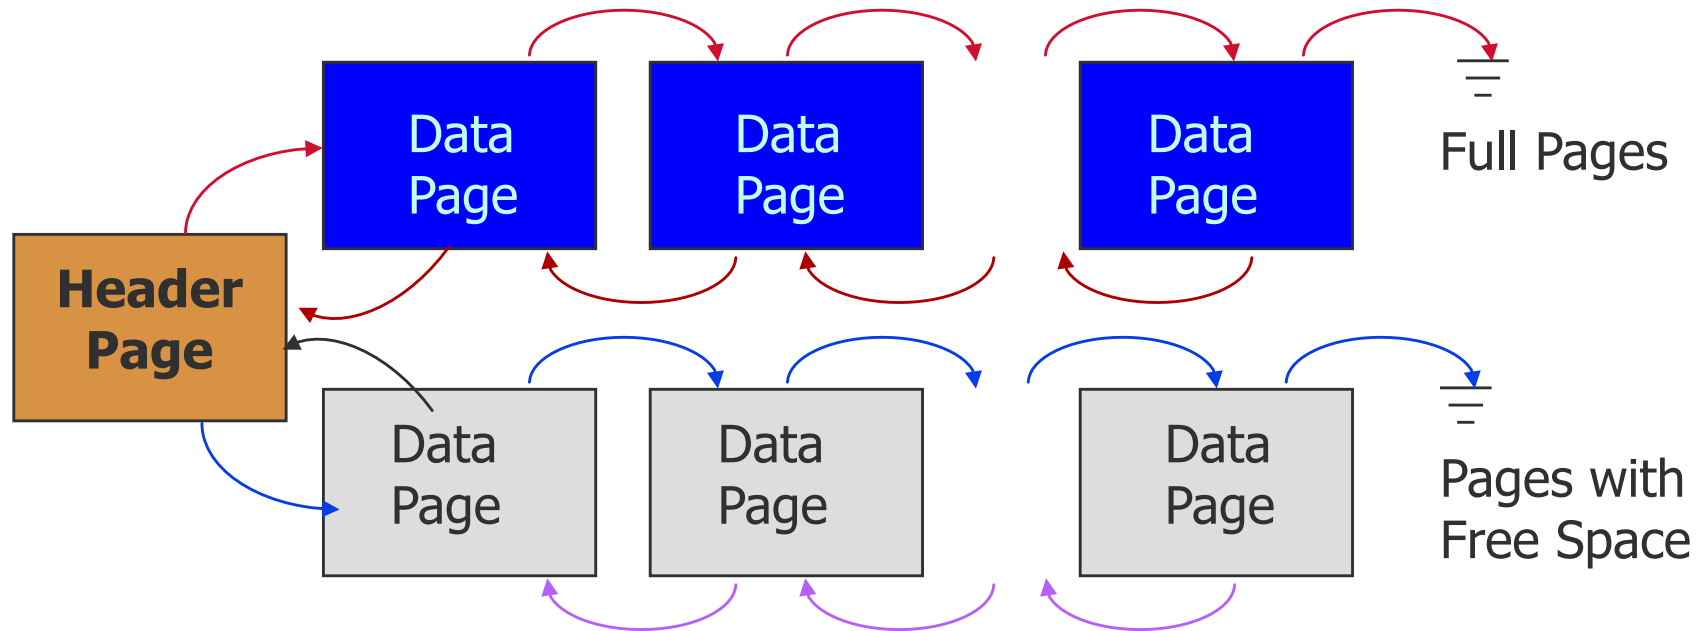 Data
Page
Data
Page
Data
Page
Full Pages
Header
Page
Data
Page
Data
Page
Data
Page
Pages with
Free Space